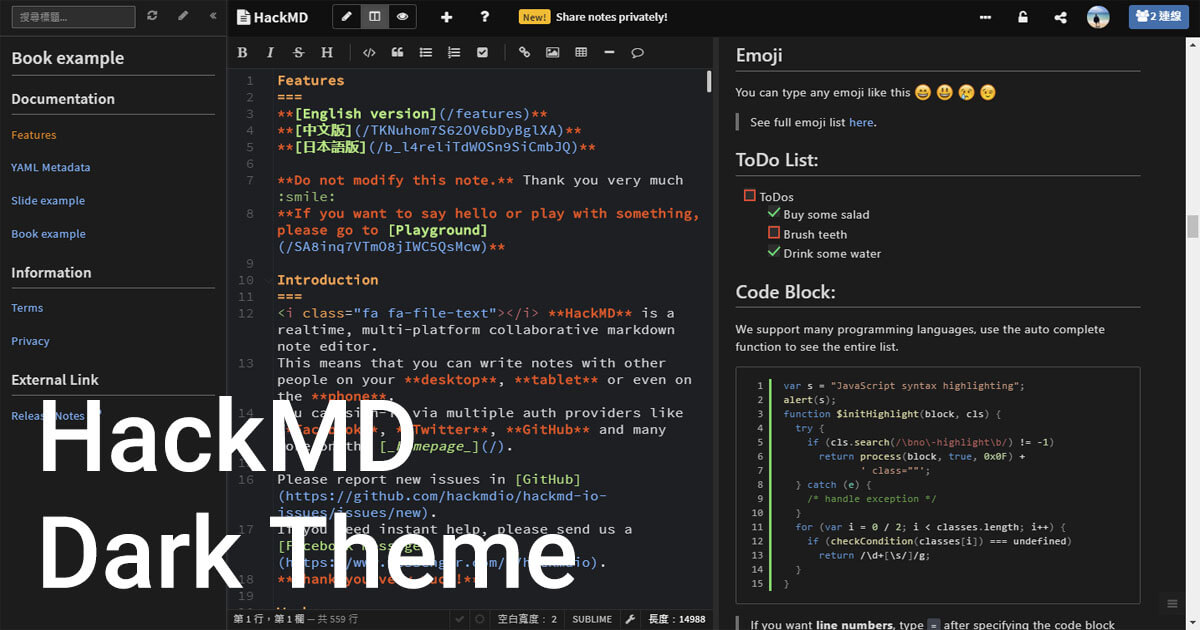 搜尋標題...
HackMD
New!
Share notes privately!
2 連線
Book example
Documentation
Features
YAML Metadata
Slide example
Book example
Information
Terms
Privacy
External Link
Release Notes
B I S H
1 Features
2 ===
3 **[English version](/features)**
4 **[中文版](/TKNuhom7S62OV6bDyBglXA)**
5 **[日本語版](/b_l4reliTdWOSn9SiCmbJQ)**
6
7 **Do not modify this note.** Thank you very much
:smile:
8 **If you want to say hello or play with something,
please go to [Playground]
(/SA8inq7VTmO8jIWC5QsMcw)**
9
10 Introduction
11 ===
12 <i class="fa fa-file-text"></i> **HackMD** is a
realtime, multi-platform collaborative markdown
note editor.
13 This means that you can write notes with other
people on your **desktop**, **tablet** or even on
the **phone**.
14 via multiple auth providers like
, **Twitter**, **GitHub** and many
[_homepage_](/).
16 Please report new issues in [GitHub]
(https://github.com/hackmdio/hackmd-io-
issues/issues/new).
17 If you need instant help, please send us a
[Facebook message]
18
19
HackMD
Dark Theme
第 1 行，第 1 欄 — 共 559 行
空白寬度： 2
SUBLIME
長度：14988
Emoji
You can type any emoji like this 😄 😃 😢 😉
See full emoji list here.
ToDo List:
ToDos
Buy some salad
Brush teeth
Drink some water
Code Block:
We support many programming languages, use the auto complete
function to see the entire list.
1 var s = "JavaScript syntax highlighting";
2 alert(s);
3 function $initHighlight(block, cls) {
4 try {
5 if (cls.search(/\bno\-highlight\b/) != -1)
6 return process(block, true, 0x0F) +
7 ' class=""';
8 } catch (e) {
9 /* handle exception */
10 }
11 for (var i = 0 / 2; i < classes.length; i++) {
12 if (checkCondition(classes[i]) === undefined)
13 return /\d+[\s/]/g;
14 }
15 }
If you want line numbers, type = after specifying the code block